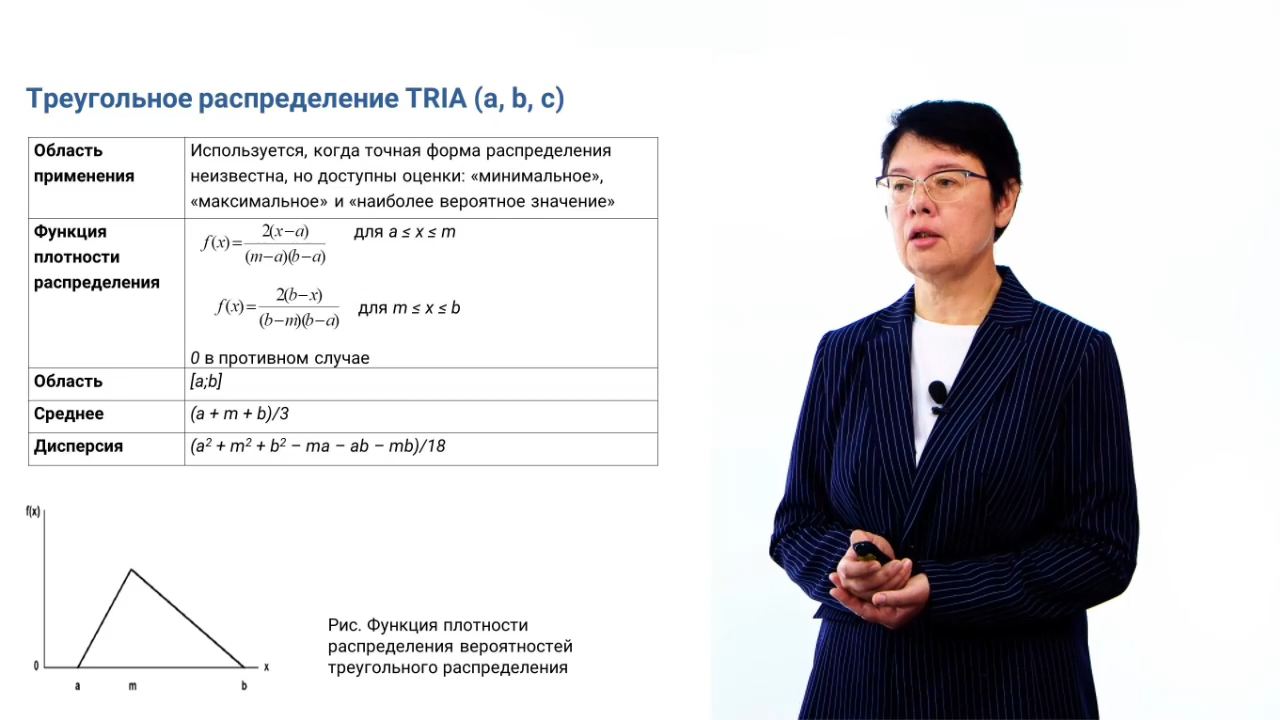 Треугольное распределение TRIA (a, b, c)
Область применения
Используется, когда точная форма распределения
неизвестна, но доступны оценки: «минимальное»,
«максимальное» и «наиболее вероятное значение»
Функция
плотности
распределения
f(x)=2(x−a)/(m−a)(b−a) для a ≤ x ≤ m
f(x)=2(b−x)/(b−m)(b−a) для m ≤ x ≤ b
0 в противном случае
Область
[a;b]
Среднее
(a + m + b)/3
Дисперсия
(a² + m² + b² − ma − ab − mb)/18
f(x)
0
x
a m b
Рис. Функция плотности
распределения вероятностей
треугольного распределения